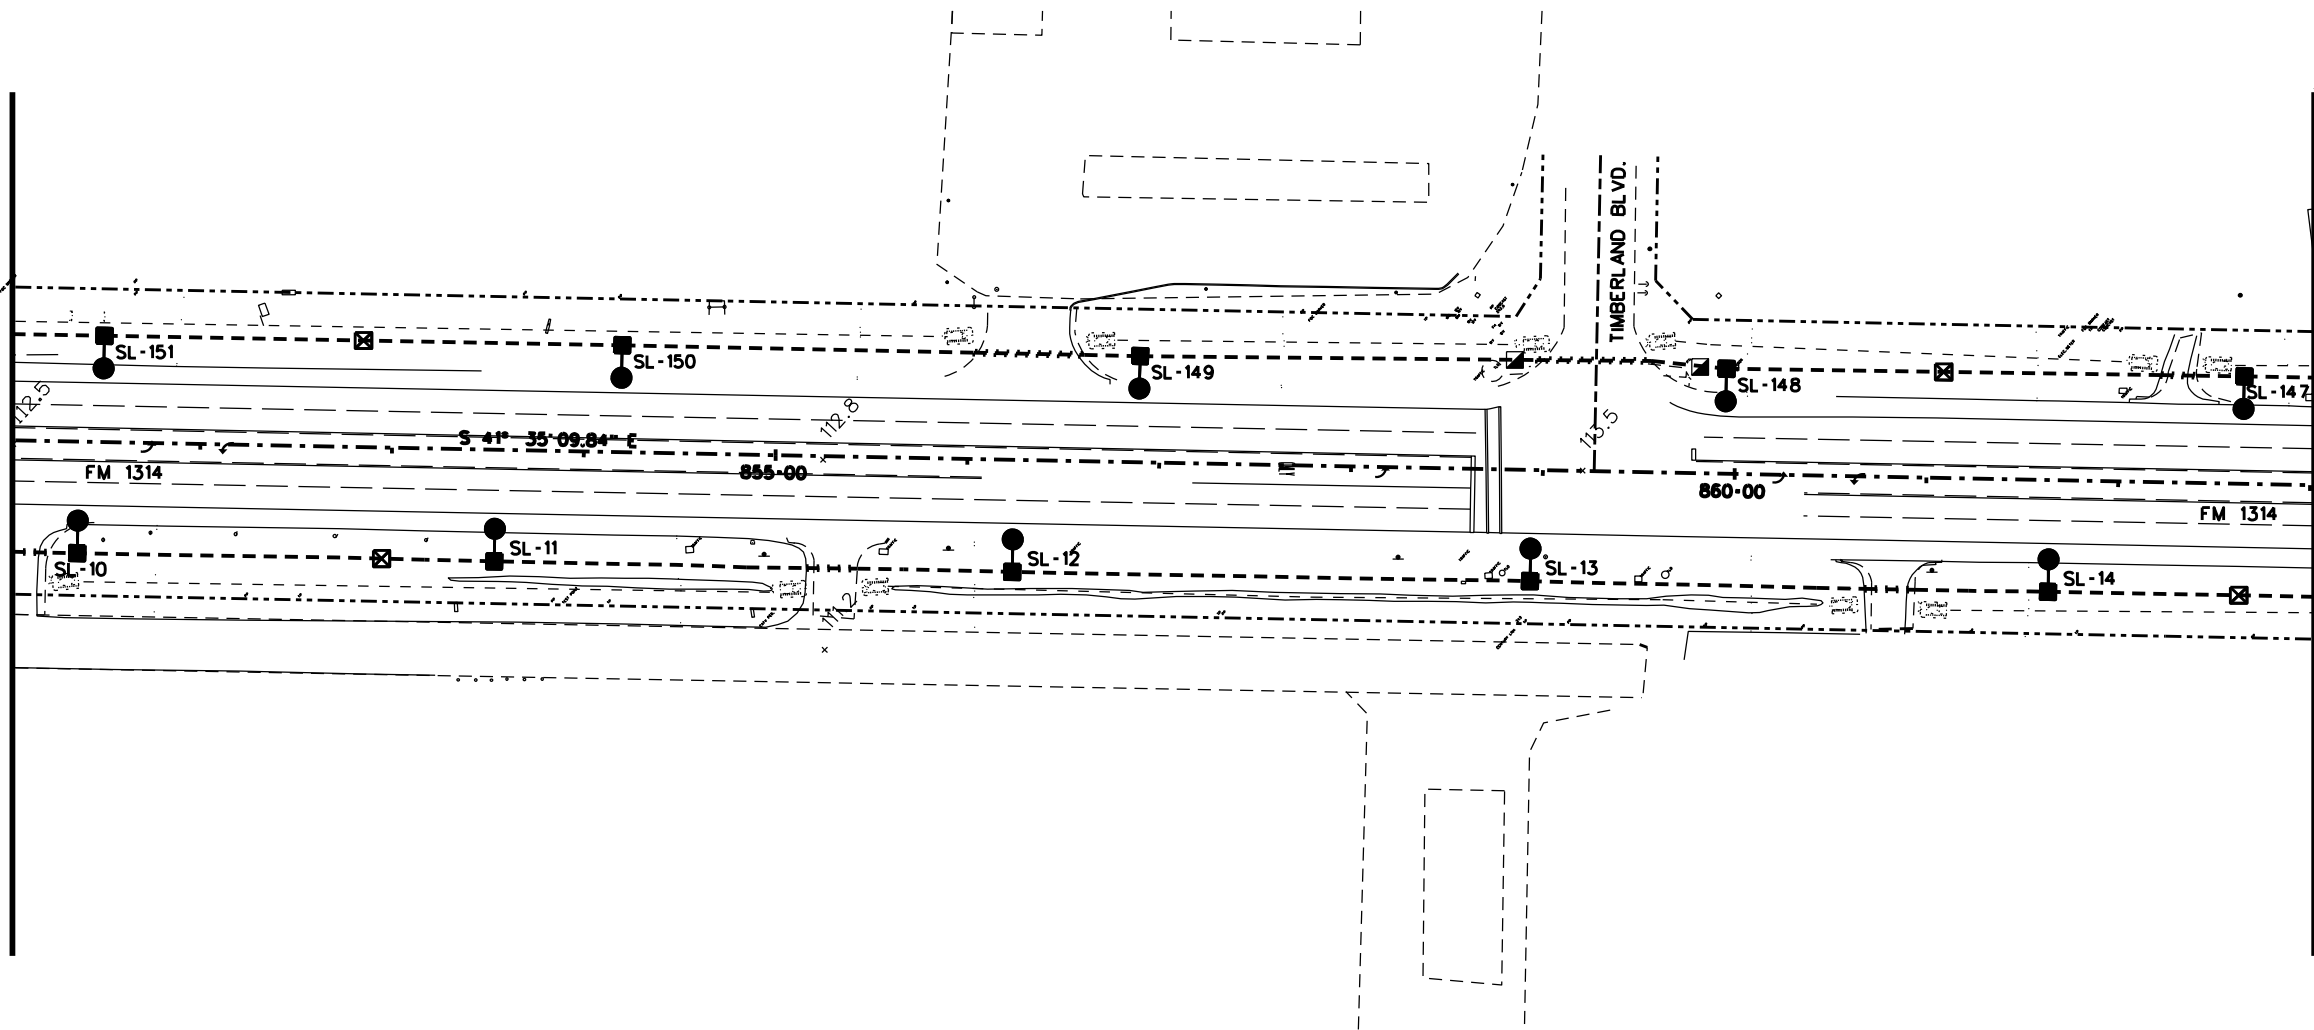 TIMBERLAND BLVD.
SL-151
SL-150
SL-149
SL-148
SL-147
112.5
112.8
113.5
S 41° 35' 09.84" E
FM 1314
855+00
860+00
FM 1314
SL-10
SL-11
SL-12
SL-13
SL-14